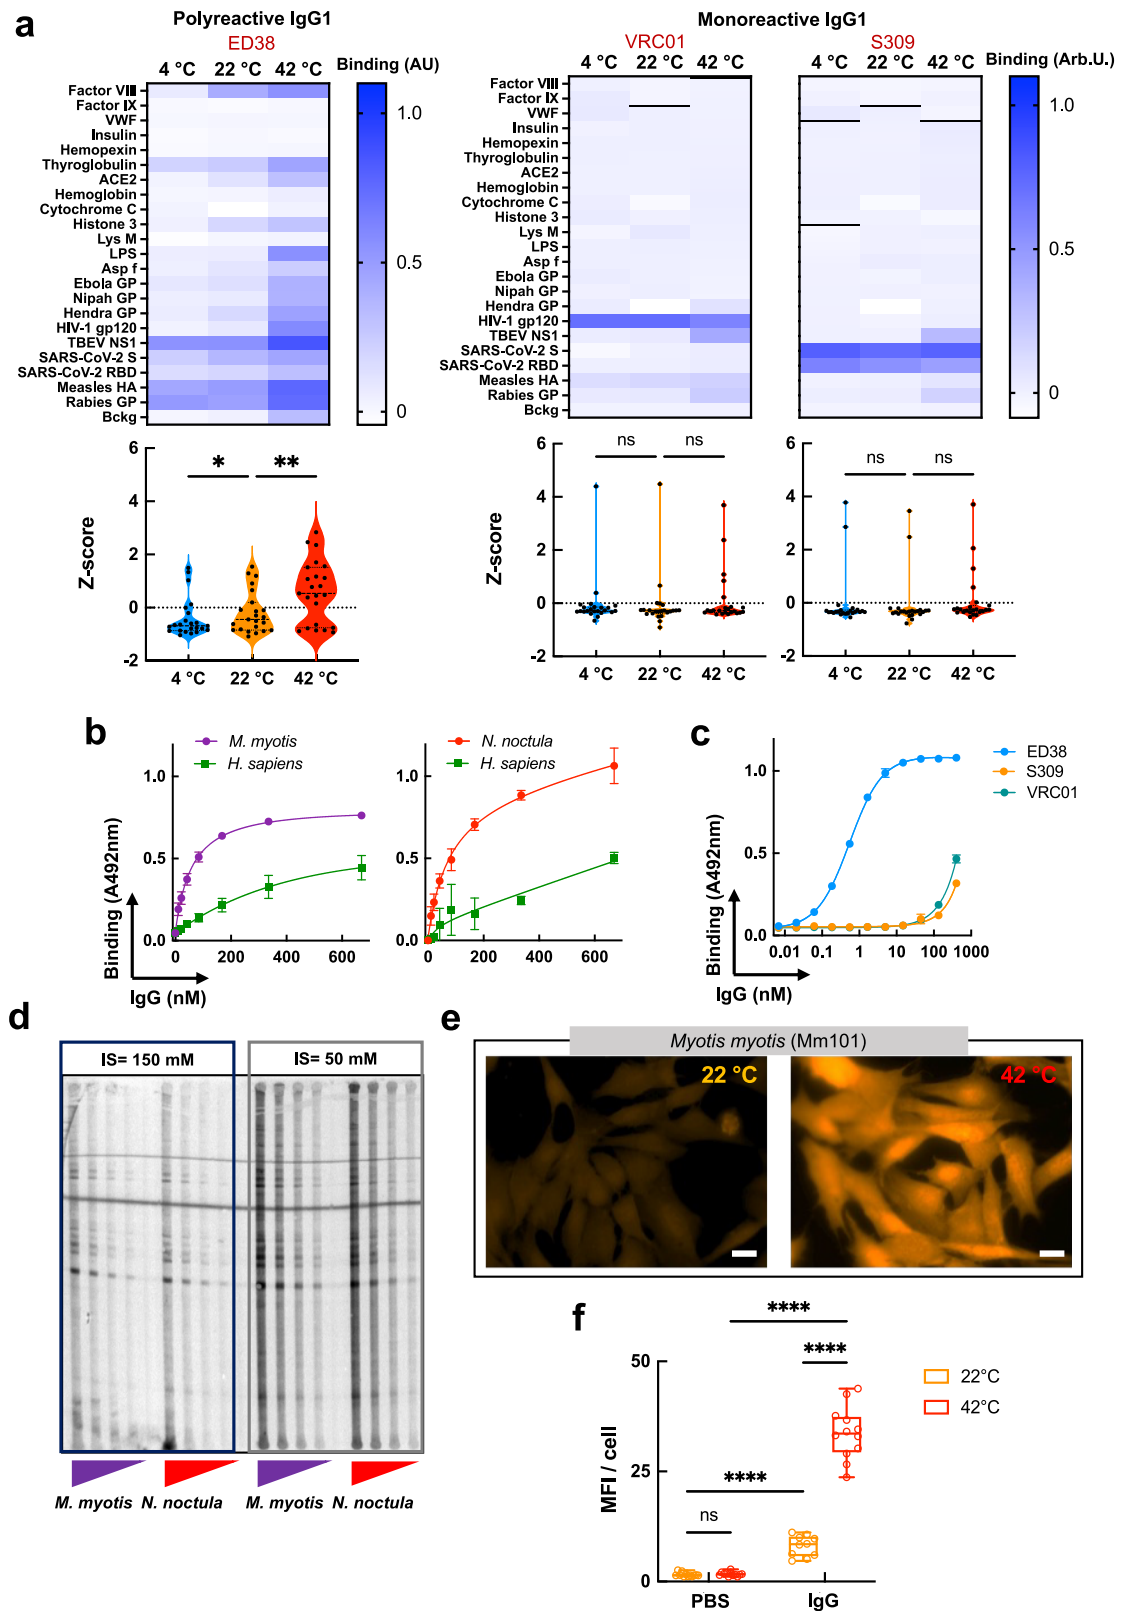 a
Polyreactive IgG1
ED38
4 °C 22 °C 42 °C
Binding (AU)
Factor VIII
Factor IX
VWF
Insulin
Hemopexin
Thyroglobulin
ACE2
Hemoglobin
Cytochrome C
Histone 3
Lys M
LPS
Asp f
Ebola GP
Nipah GP
Hendra GP
HIV-1 gp120
TBEV NS1
SARS-CoV-2 S
SARS-CoV-2 RBD
Measles HA
Rabies GP
Bckg
1.0
0.5
0
Monoreactive IgG1
VRC01
S309
4 °C 22 °C 42 °C
4 °C 22 °C 42 °C
Binding (Arb.U.)
Factor VIII
Factor IX
VWF
Insulin
Hemopexin
Thyroglobulin
ACE2
Hemoglobin
Cytochrome C
Histone 3
Lys M
LPS
Asp f
Ebola GP
Nipah GP
Hendra GP
HIV-1 gp120
TBEV NS1
SARS-CoV-2 S
SARS-CoV-2 RBD
Measles HA
Rabies GP
Bckg
1.0
0.5
0
Z-score
6
4
2
0
-2
* **
4 °C 22 °C 42 °C
Z-score
6
4
2
0
-2
ns ns
4 °C 22 °C 42 °C
6
4
2
0
-2
ns ns
4 °C 22 °C 42 °C
b
M. myotis
H. sapiens
1.0
0.5
0.0
0 200 400 600
Binding (A492nm)
IgG (nM)
N. noctula
H. sapiens
1.0
0.5
0.0
0 200 400 600
c
ED38
S309
VRC01
1.0
0.5
0.0
0.01 0.1 1 10 100 1000
Binding (A492nm)
IgG (nM)
d
IS= 150 mM
IS= 50 mM
M. myotis N. noctula
M. myotis N. noctula
e
Myotis myotis (Mm101)
22 °C
42 °C
f
MFI / cell
50
25
0
ns
****
****
****
PBS IgG
22°C
42°C